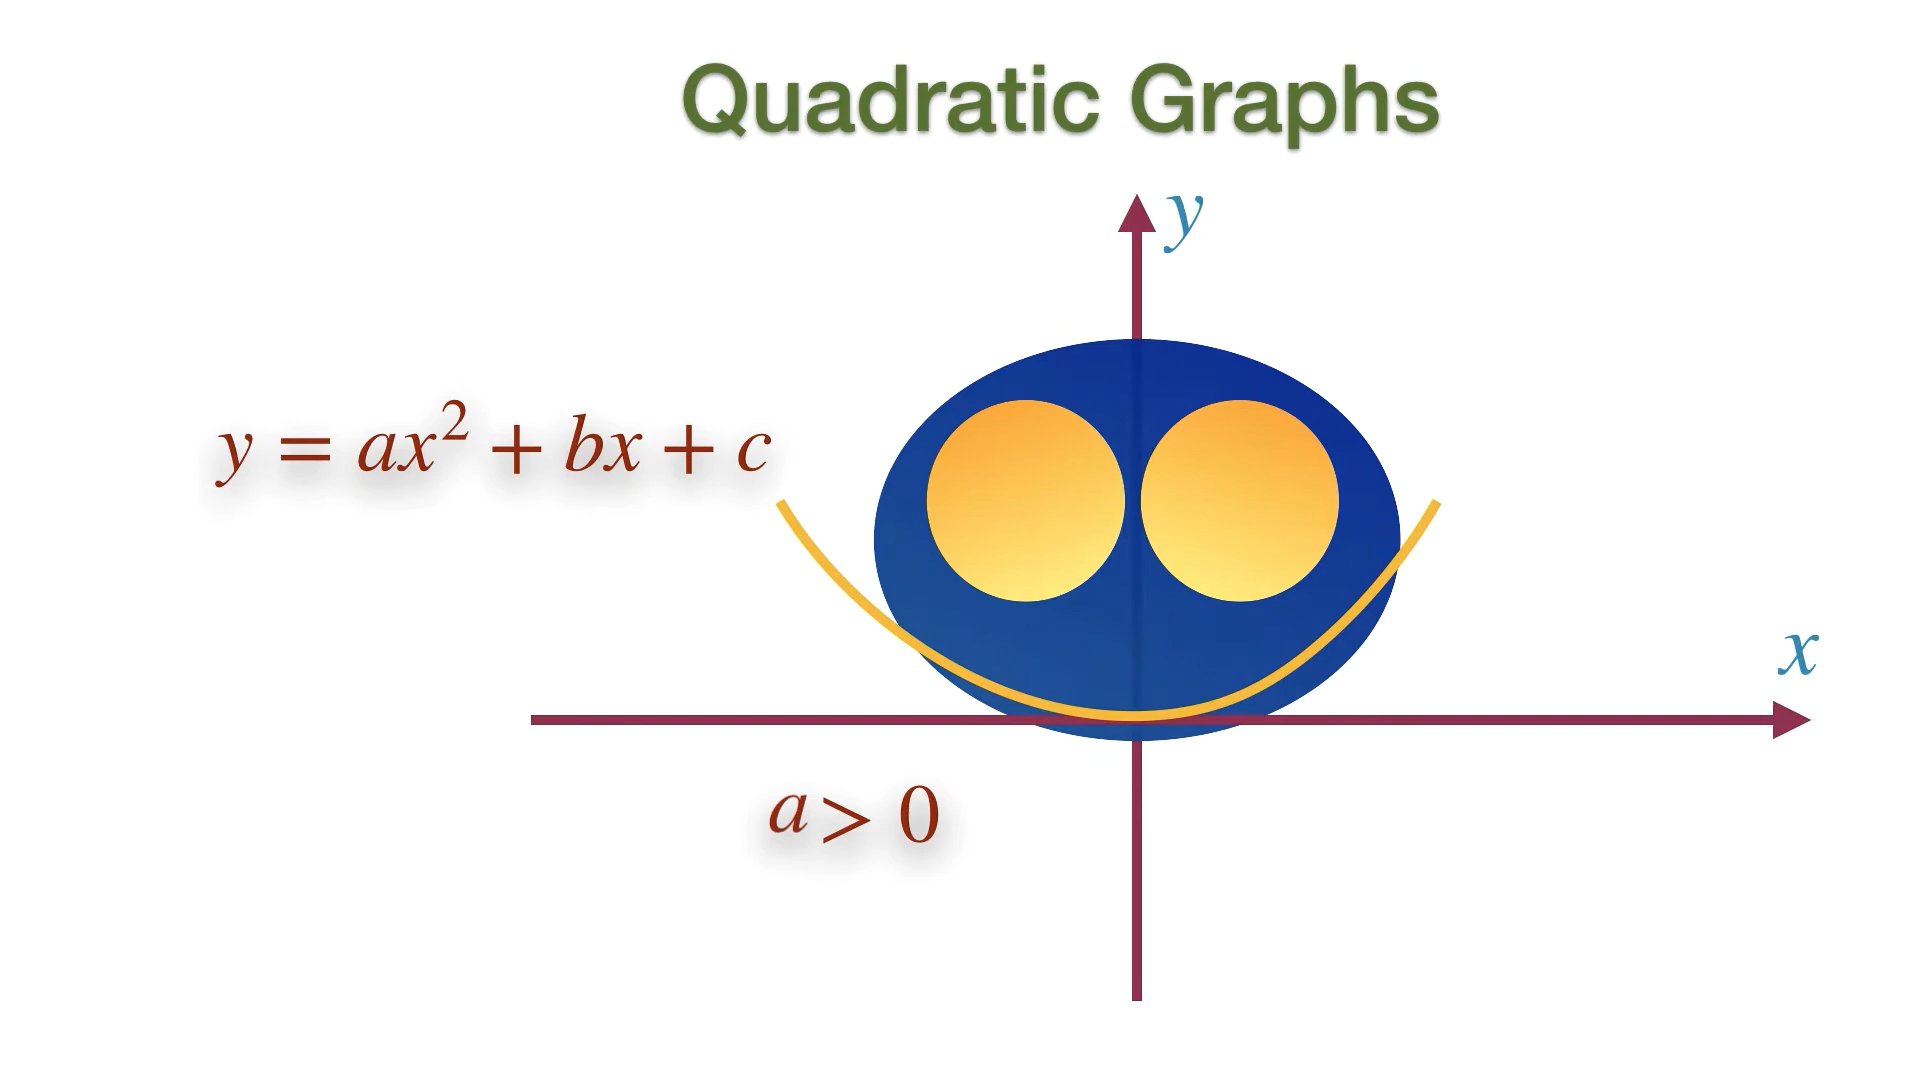 Quadratic Graphs
y
y = ax² + bx + c
x
a > 0